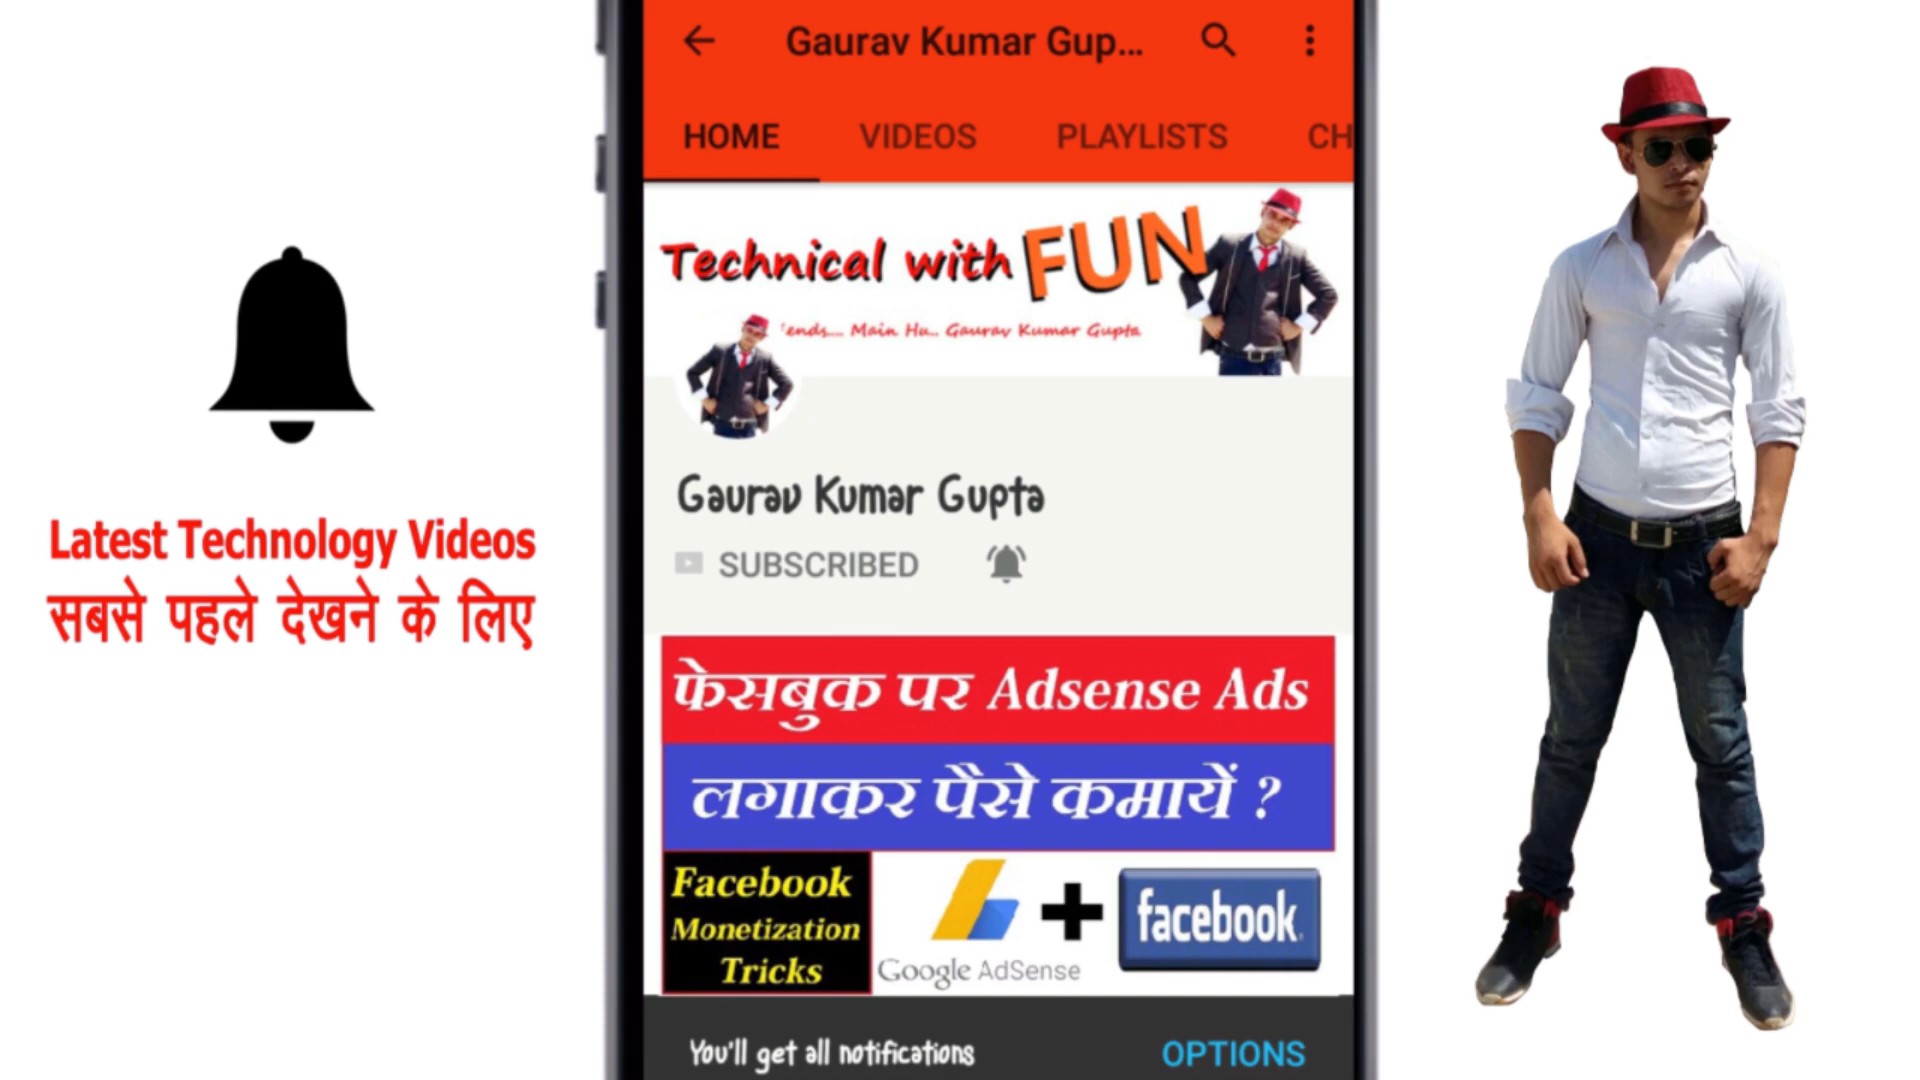 Gaurav Kumar Gup...
HOME VIDEOS PLAYLISTS CH
Technical with FUN
'ends.... Main Hu.. Gaurav Kumar Gupta
Gaurav Kumar Gupta
SUBSCRIBED
Latest Technology Videos
सबसे पहले देखने के लिए
फेसबुक पर Adsense Ads
लगाकर पैसे कमायें ?
Facebook
Monetization
Tricks
Google AdSense
facebook.
You'll get all notifications
OPTIONS